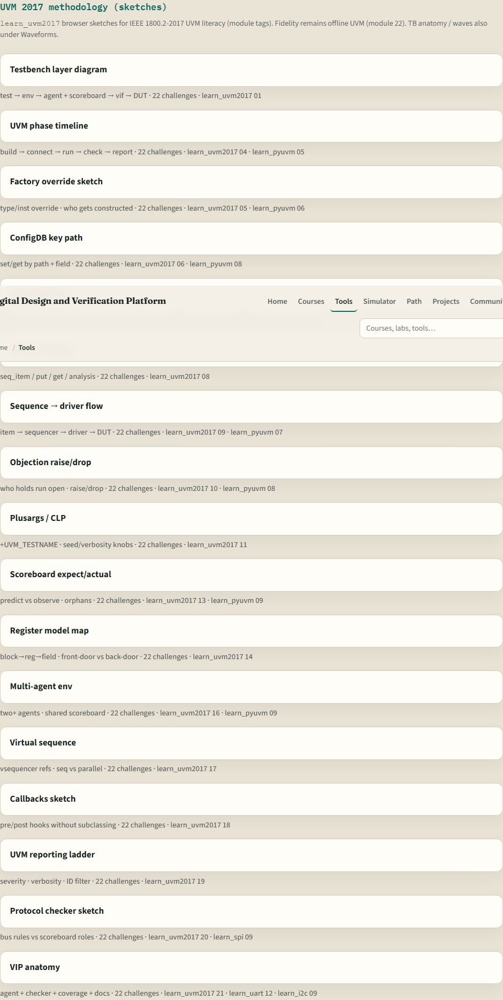 UVM 2017 methodology (sketches)
learn_uvm2017 browser sketches for IEEE 1800.2-2017 UVM literacy (module tags). Fidelity remains offline UVM (module 22). TB anatomy / waves also
under Waveforms.
Testbench layer diagram
test → env → agent + scoreboard → vif → DUT · 22 challenges · learn_uvm2017 01
UVM phase timeline
build → connect → run → check → report · 22 challenges · learn_uvm2017 04 · learn_pyuvm 05
Factory override sketch
type/inst override · who gets constructed · 22 challenges · learn_uvm2017 05 · learn_pyuvm 06
ConfigDB key path
set/get by path + field · 22 challenges · learn_uvm2017 06 · learn_pyuvm 08
gital Design and Verification Platform
Home Courses Tools Simulator Path Projects Communi
Courses, labs, tools…
me / Tools
seq_item / put / get / analysis · 22 challenges · learn_uvm2017 08
Sequence → driver flow
item → sequencer → driver → DUT · 22 challenges · learn_uvm2017 09 · learn_pyuvm 07
Objection raise/drop
who holds run open · raise/drop · 22 challenges · learn_uvm2017 10 · learn_pyuvm 08
Plusargs / CLP
+UVM_TESTNAME · seed/verbosity knobs · 22 challenges · learn_uvm2017 11
Scoreboard expect/actual
predict vs observe · orphans · 22 challenges · learn_uvm2017 13 · learn_pyuvm 09
Register model map
block→reg→field · front-door vs back-door · 22 challenges · learn_uvm2017 14
Multi-agent env
two+ agents · shared scoreboard · 22 challenges · learn_uvm2017 16 · learn_pyuvm 09
Virtual sequence
vsequencer refs · seq vs parallel · 22 challenges · learn_uvm2017 17
Callbacks sketch
pre/post hooks without subclassing · 22 challenges · learn_uvm2017 18
UVM reporting ladder
severity · verbosity · ID filter · 22 challenges · learn_uvm2017 19
Protocol checker sketch
bus rules vs scoreboard roles · 22 challenges · learn_uvm2017 20 · learn_spi 09
VIP anatomy
agent + checker + coverage + docs · 22 challenges · learn_uvm2017 21 · learn_uart 12 · learn_i2c 09